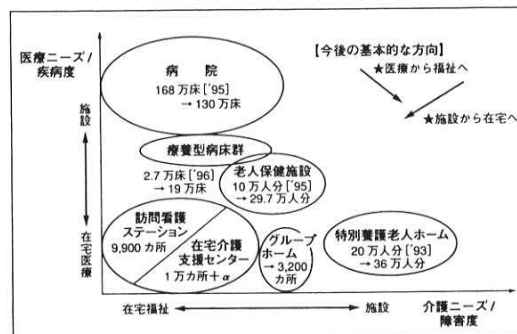 医療ニーズ/
疾病度
施設
在宅医療
病院
168万床['95]
→130万床
療養型病床群
2.7万床['96]
→19万床
老人保健施設
10万人分['95]
→29.7万人分
訪問看護
ステーション
9,900カ所
在宅介護
支援センター
1万カ所+α
グループ
ホーム
→3,200
カ所
特別養護老人ホーム
20万人分['93]
→36万人分
【今後の基本的な方向】
★医療から福祉へ
★施設から在宅へ
在宅福祉
施設
介護ニーズ/
障害度